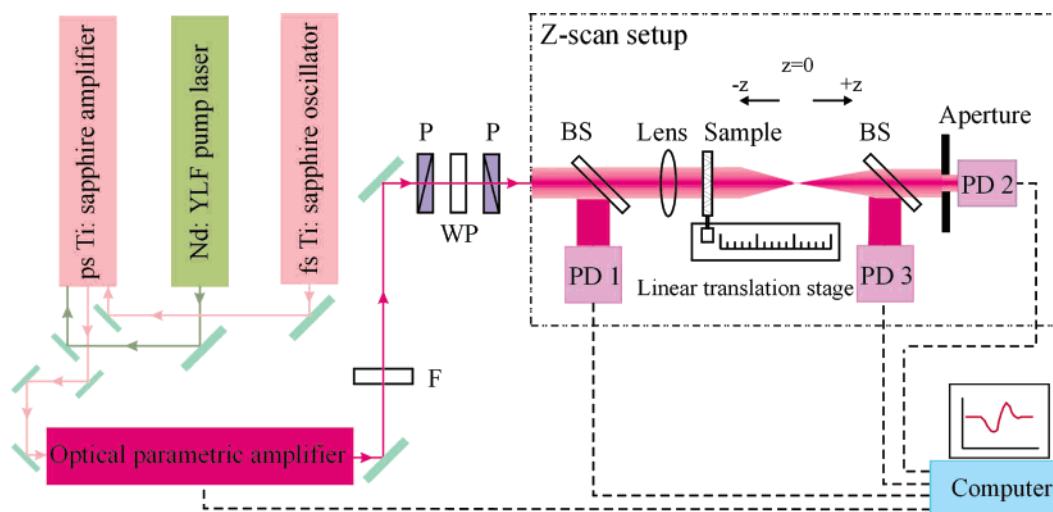 Z-scan setup
ps Ti: sapphire amplifier
Nd: YLF pump laser
fs Ti: sapphire oscillator
z=0
-z
+z
P
P
BS
Lens
Sample
BS
Aperture
WP
PD 1
PD 2
PD 3
Linear translation stage
F
Optical parametric amplifier
Computer